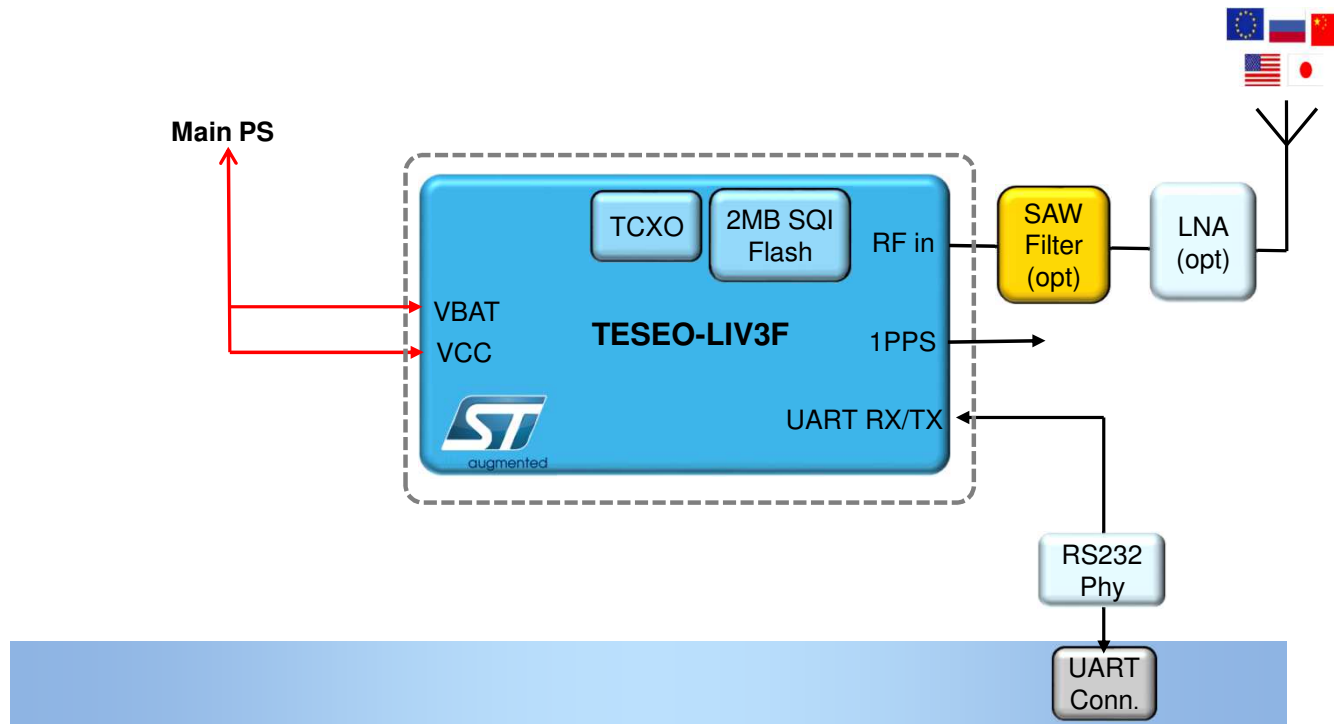 Main PS
TCXO
2MB SQI
Flash
RF in
SAW
Filter
(opt)
LNA
(opt)
VBAT
VCC
TESEO-LIV3F
1PPS
UART RX/TX
ST
augmented
RS232
Phy
UART
Conn.